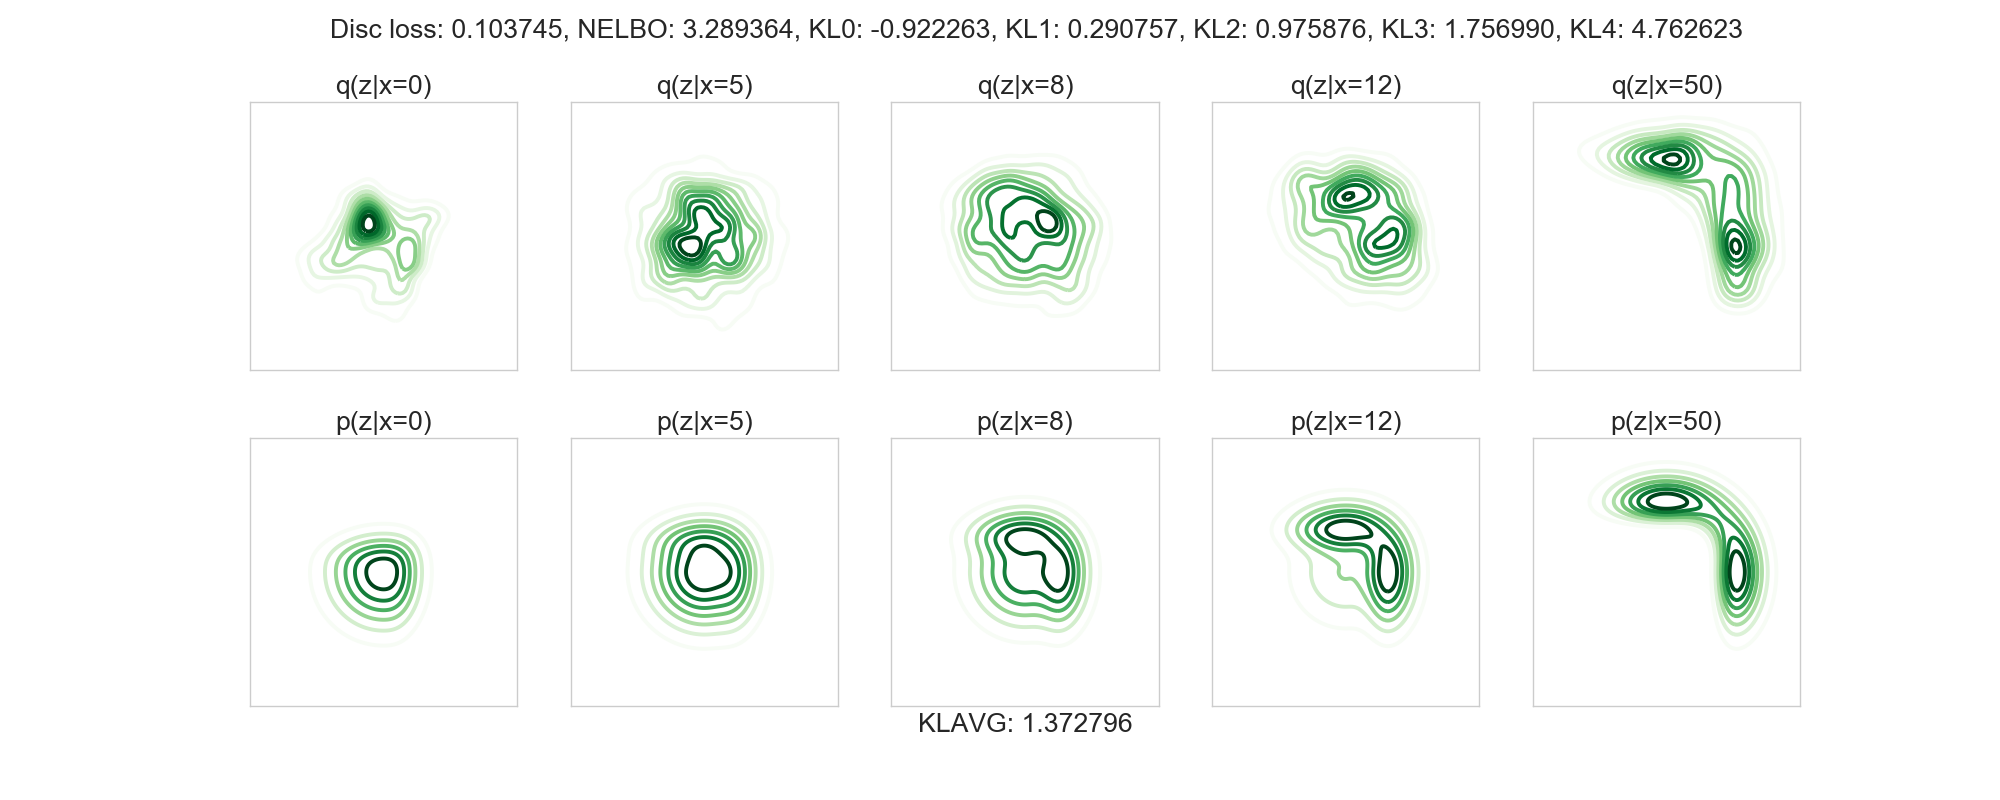 Disc loss: 0.103745, NELBO: 3.289364, KL0: -0.922263, KL1: 0.290757, KL2: 0.975876, KL3: 1.756990, KL4: 4.762623
q(z|x=0) q(z|x=5) q(z|x=8) q(z|x=12) q(z|x=50)
p(z|x=0) p(z|x=5) p(z|x=8) p(z|x=12) p(z|x=50)
KLAVG: 1.372796